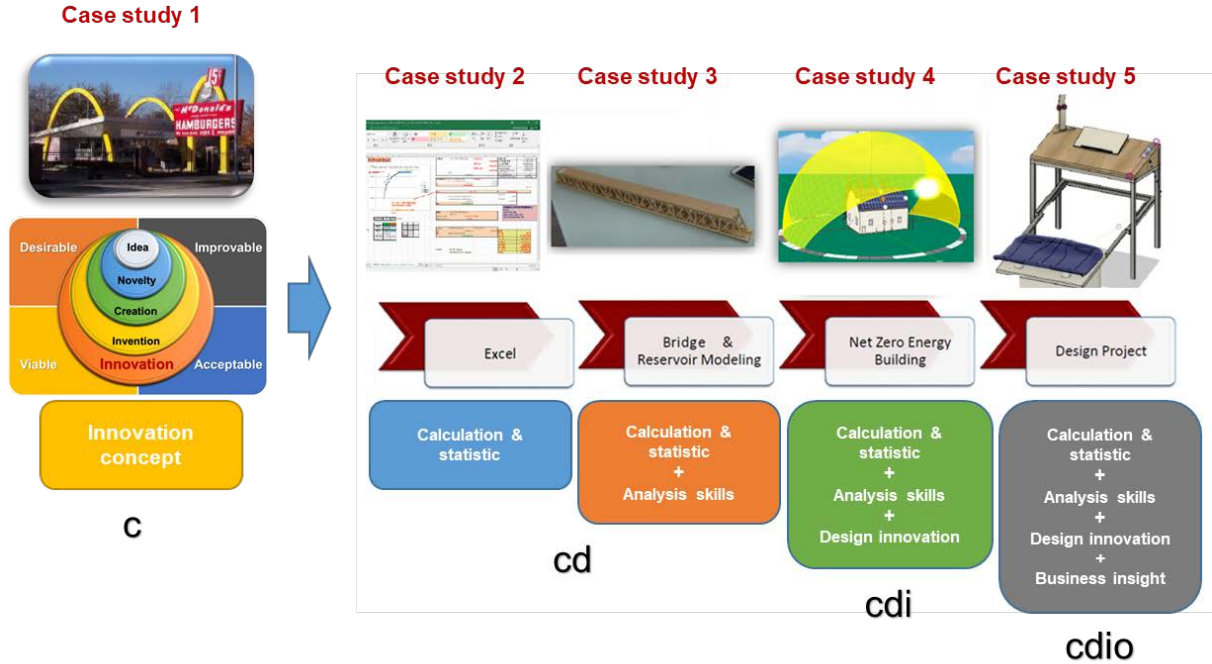 Case study 1
15¢
McDonald's
HAMBURGERS
Desirable
Improvable
Idea
Novelty
Creation
Invention
Innovation
Viable
Acceptable
Innovation
concept
c
Case study 2
Case study 3
Case study 4
Case study 5
Excel
Bridge &
Reservoir Modeling
Net Zero Energy
Building
Design Project
Calculation &
statistic
Calculation &
statistic
+
Analysis skills
Calculation &
statistic
+
Analysis skills
+
Design innovation
Calculation &
statistic
+
Analysis skills
+
Design innovation
+
Business insight
cd
cdi
cdio